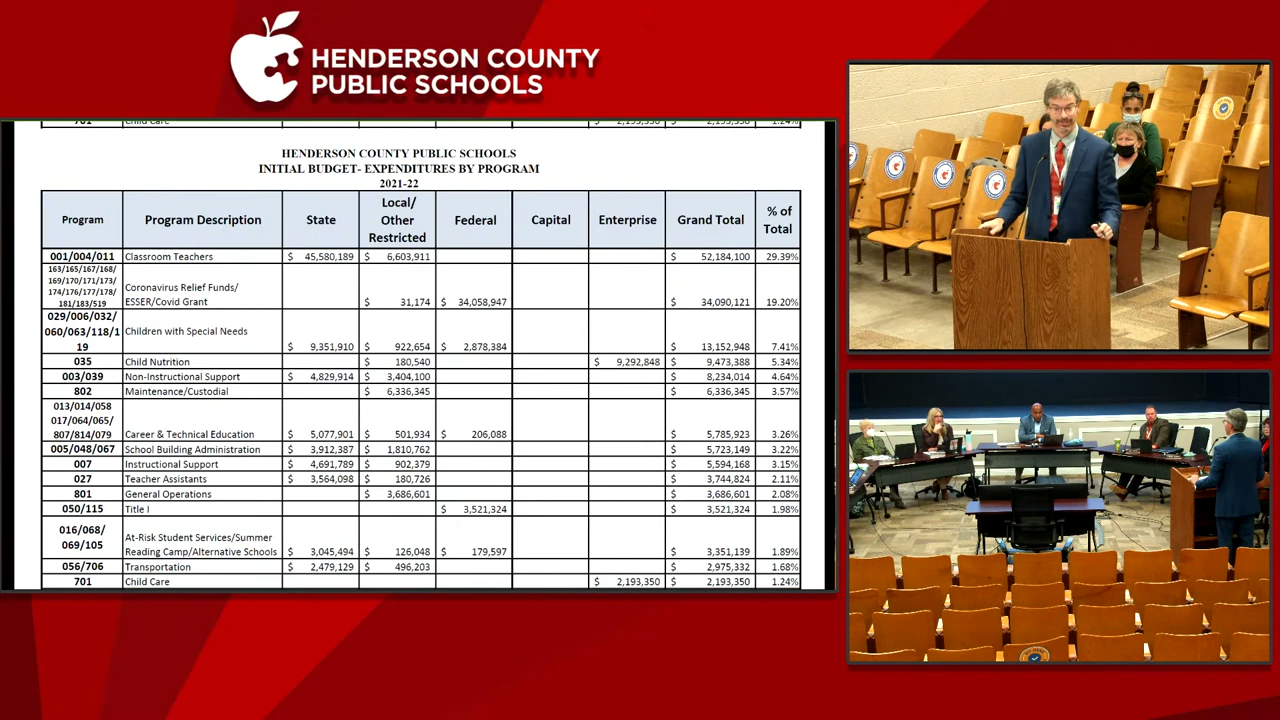 HENDERSON COUNTY
PUBLIC SCHOOLS
701 Child Care $ 2,193,350 $ 2,193,350 1.24%
HENDERSON COUNTY PUBLIC SCHOOLS
INITIAL BUDGET- EXPENDITURES BY PROGRAM
2021-22
Program Program Description State Local/ Other Restricted Federal Capital Enterprise Grand Total % of Total
001/004/011 Classroom Teachers $ 45,580,189 $ 6,603,911 $ 52,184,100 29.39%
163/165/167/168/
169/170/171/173/
174/176/177/178/
181/183/519
Coronavirus Relief Funds/
ESSER/Covid Grant $ 31,174 $ 34,058,947 $ 34,090,121 19.20%
029/006/032/
060/063/118/1
19
Children with Special Needs $ 9,351,910 $ 922,654 $ 2,878,384 $ 13,152,948 7.41%
035 Child Nutrition $ 180,540 $ 9,292,848 $ 9,473,388 5.34%
003/039 Non-Instructional Support $ 4,829,914 $ 3,404,100 $ 8,234,014 4.64%
802 Maintenance/Custodial $ 6,336,345 $ 6,336,345 3.57%
013/014/058
017/064/065/
807/814/079
Career & Technical Education $ 5,077,901 $ 501,934 $ 206,088 $ 5,785,923 3.26%
005/048/067 School Building Administration $ 3,912,387 $ 1,810,762 $ 5,723,149 3.22%
007 Instructional Support $ 4,691,789 $ 902,379 $ 5,594,168 3.15%
027 Teacher Assistants $ 3,564,098 $ 180,726 $ 3,744,824 2.11%
801 General Operations $ 3,686,601 $ 3,686,601 2.08%
050/115 Title I $ 3,521,324 $ 3,521,324 1.98%
016/068/
069/105
At-Risk Student Services/Summer
Reading Camp/Alternative Schools $ 3,045,494 $ 126,048 $ 179,597 $ 3,351,139 1.89%
056/706 Transportation $ 2,479,129 $ 496,203 $ 2,975,332 1.68%
701 Child Care $ 2,193,350 $ 2,193,350 1.24%